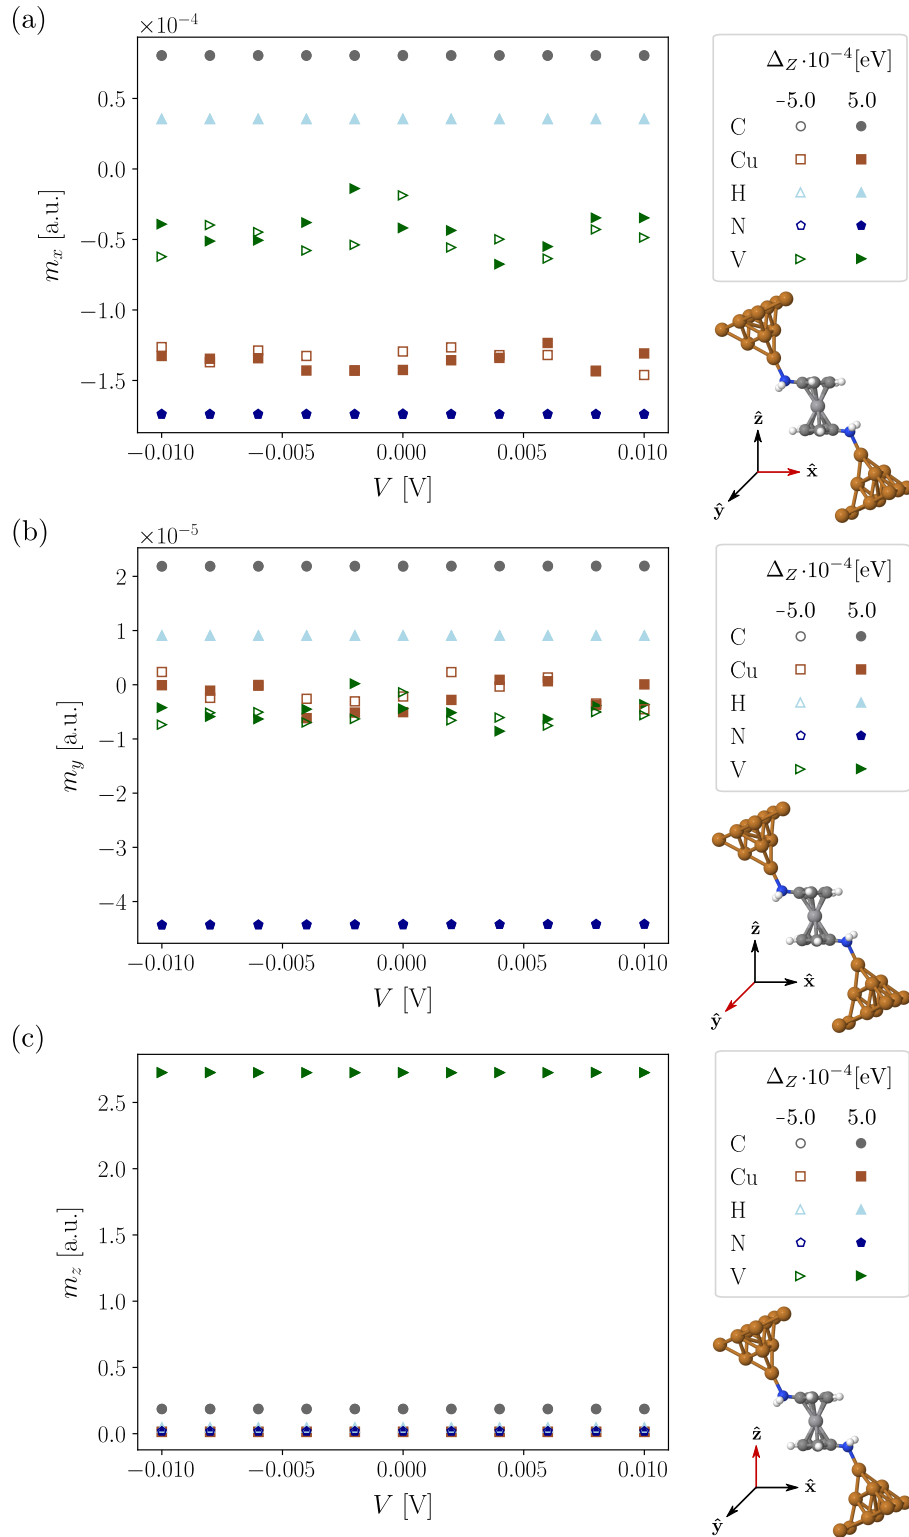 (a)
×10⁻⁴
0.5
0.0
−0.5
−1.0
−1.5
m_x [a.u.]
−0.010 −0.005 0.000 0.005 0.010
V [V]
Δ_Z·10⁻⁴[eV]
-5.0 5.0
C
Cu
H
N
V
ẑ
x̂
ŷ
(b)
×10⁻⁵
2
1
0
−1
−2
−3
−4
m_y [a.u.]
−0.010 −0.005 0.000 0.005 0.010
V [V]
Δ_Z·10⁻⁴[eV]
-5.0 5.0
C
Cu
H
N
V
ẑ
x̂
ŷ
(c)
2.5
2.0
1.5
1.0
0.5
0.0
m_z [a.u.]
−0.010 −0.005 0.000 0.005 0.010
V [V]
Δ_Z·10⁻⁴[eV]
-5.0 5.0
C
Cu
H
N
V
ẑ
x̂
ŷ